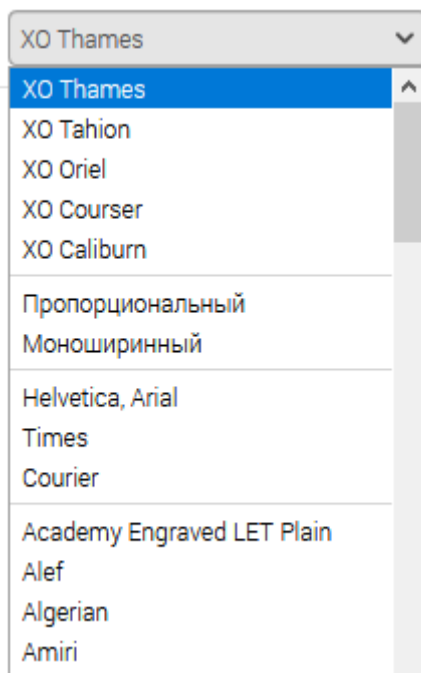 XO Thames
XO Thames
XO Tahion
XO Oriel
XO Courser
XO Caliburn
Пропорциональный
Моноширинный
Helvetica, Arial
Times
Courier
Academy Engraved LET Plain
Alef
Algerian
Amiri